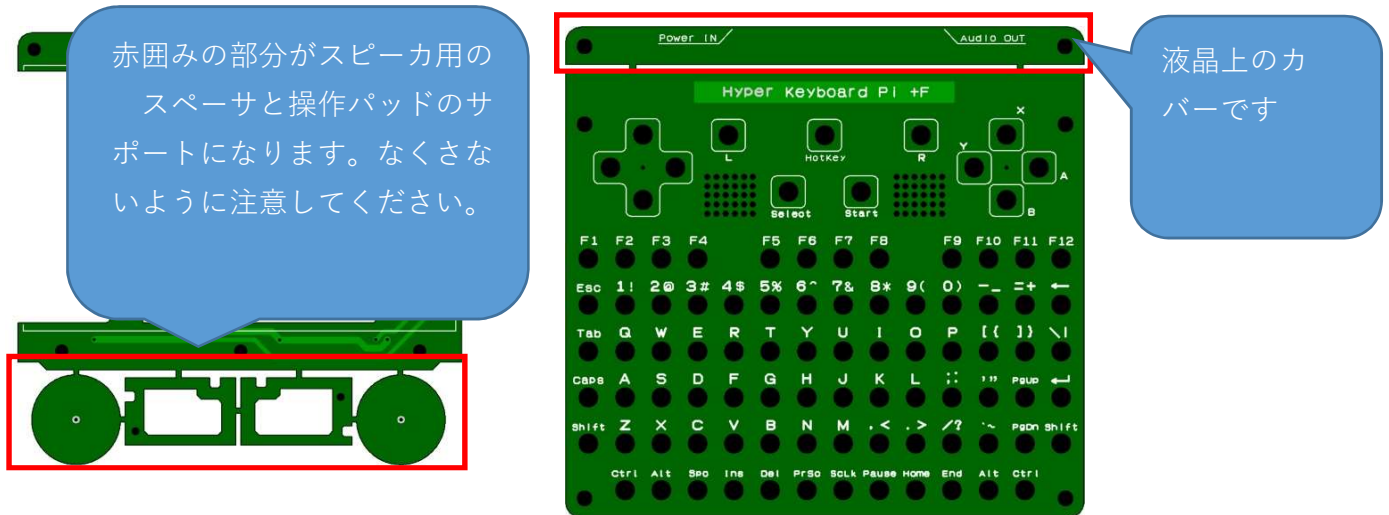 赤囲みの部分がスピーカ用の
スペーサと操作パッドのサ
ポートになります。なくさな
いように注意してください。
Power IN
Audio OUT
液晶上のカ
バーです
Hyper Keyboard Pi +F
X
L
HotKey
R
Y
A
Select
Start
B
F1 F2 F3 F4 F5 F6 F7 F8 F9 F10 F11 F12
Esc 1! 2@ 3# 4$ 5% 6^ 7& 8* 9( 0) -_ =+ ←
Tab Q W E R T Y U I O P [{ ]} \|
Caps A S D F G H J K L ;: '" PgUp ↵
Shift Z X C V B N M .< .> /? `~ PgDn Shift
Ctrl Alt Spc Ins Del PrSc ScLk Pause Home End Alt Ctrl